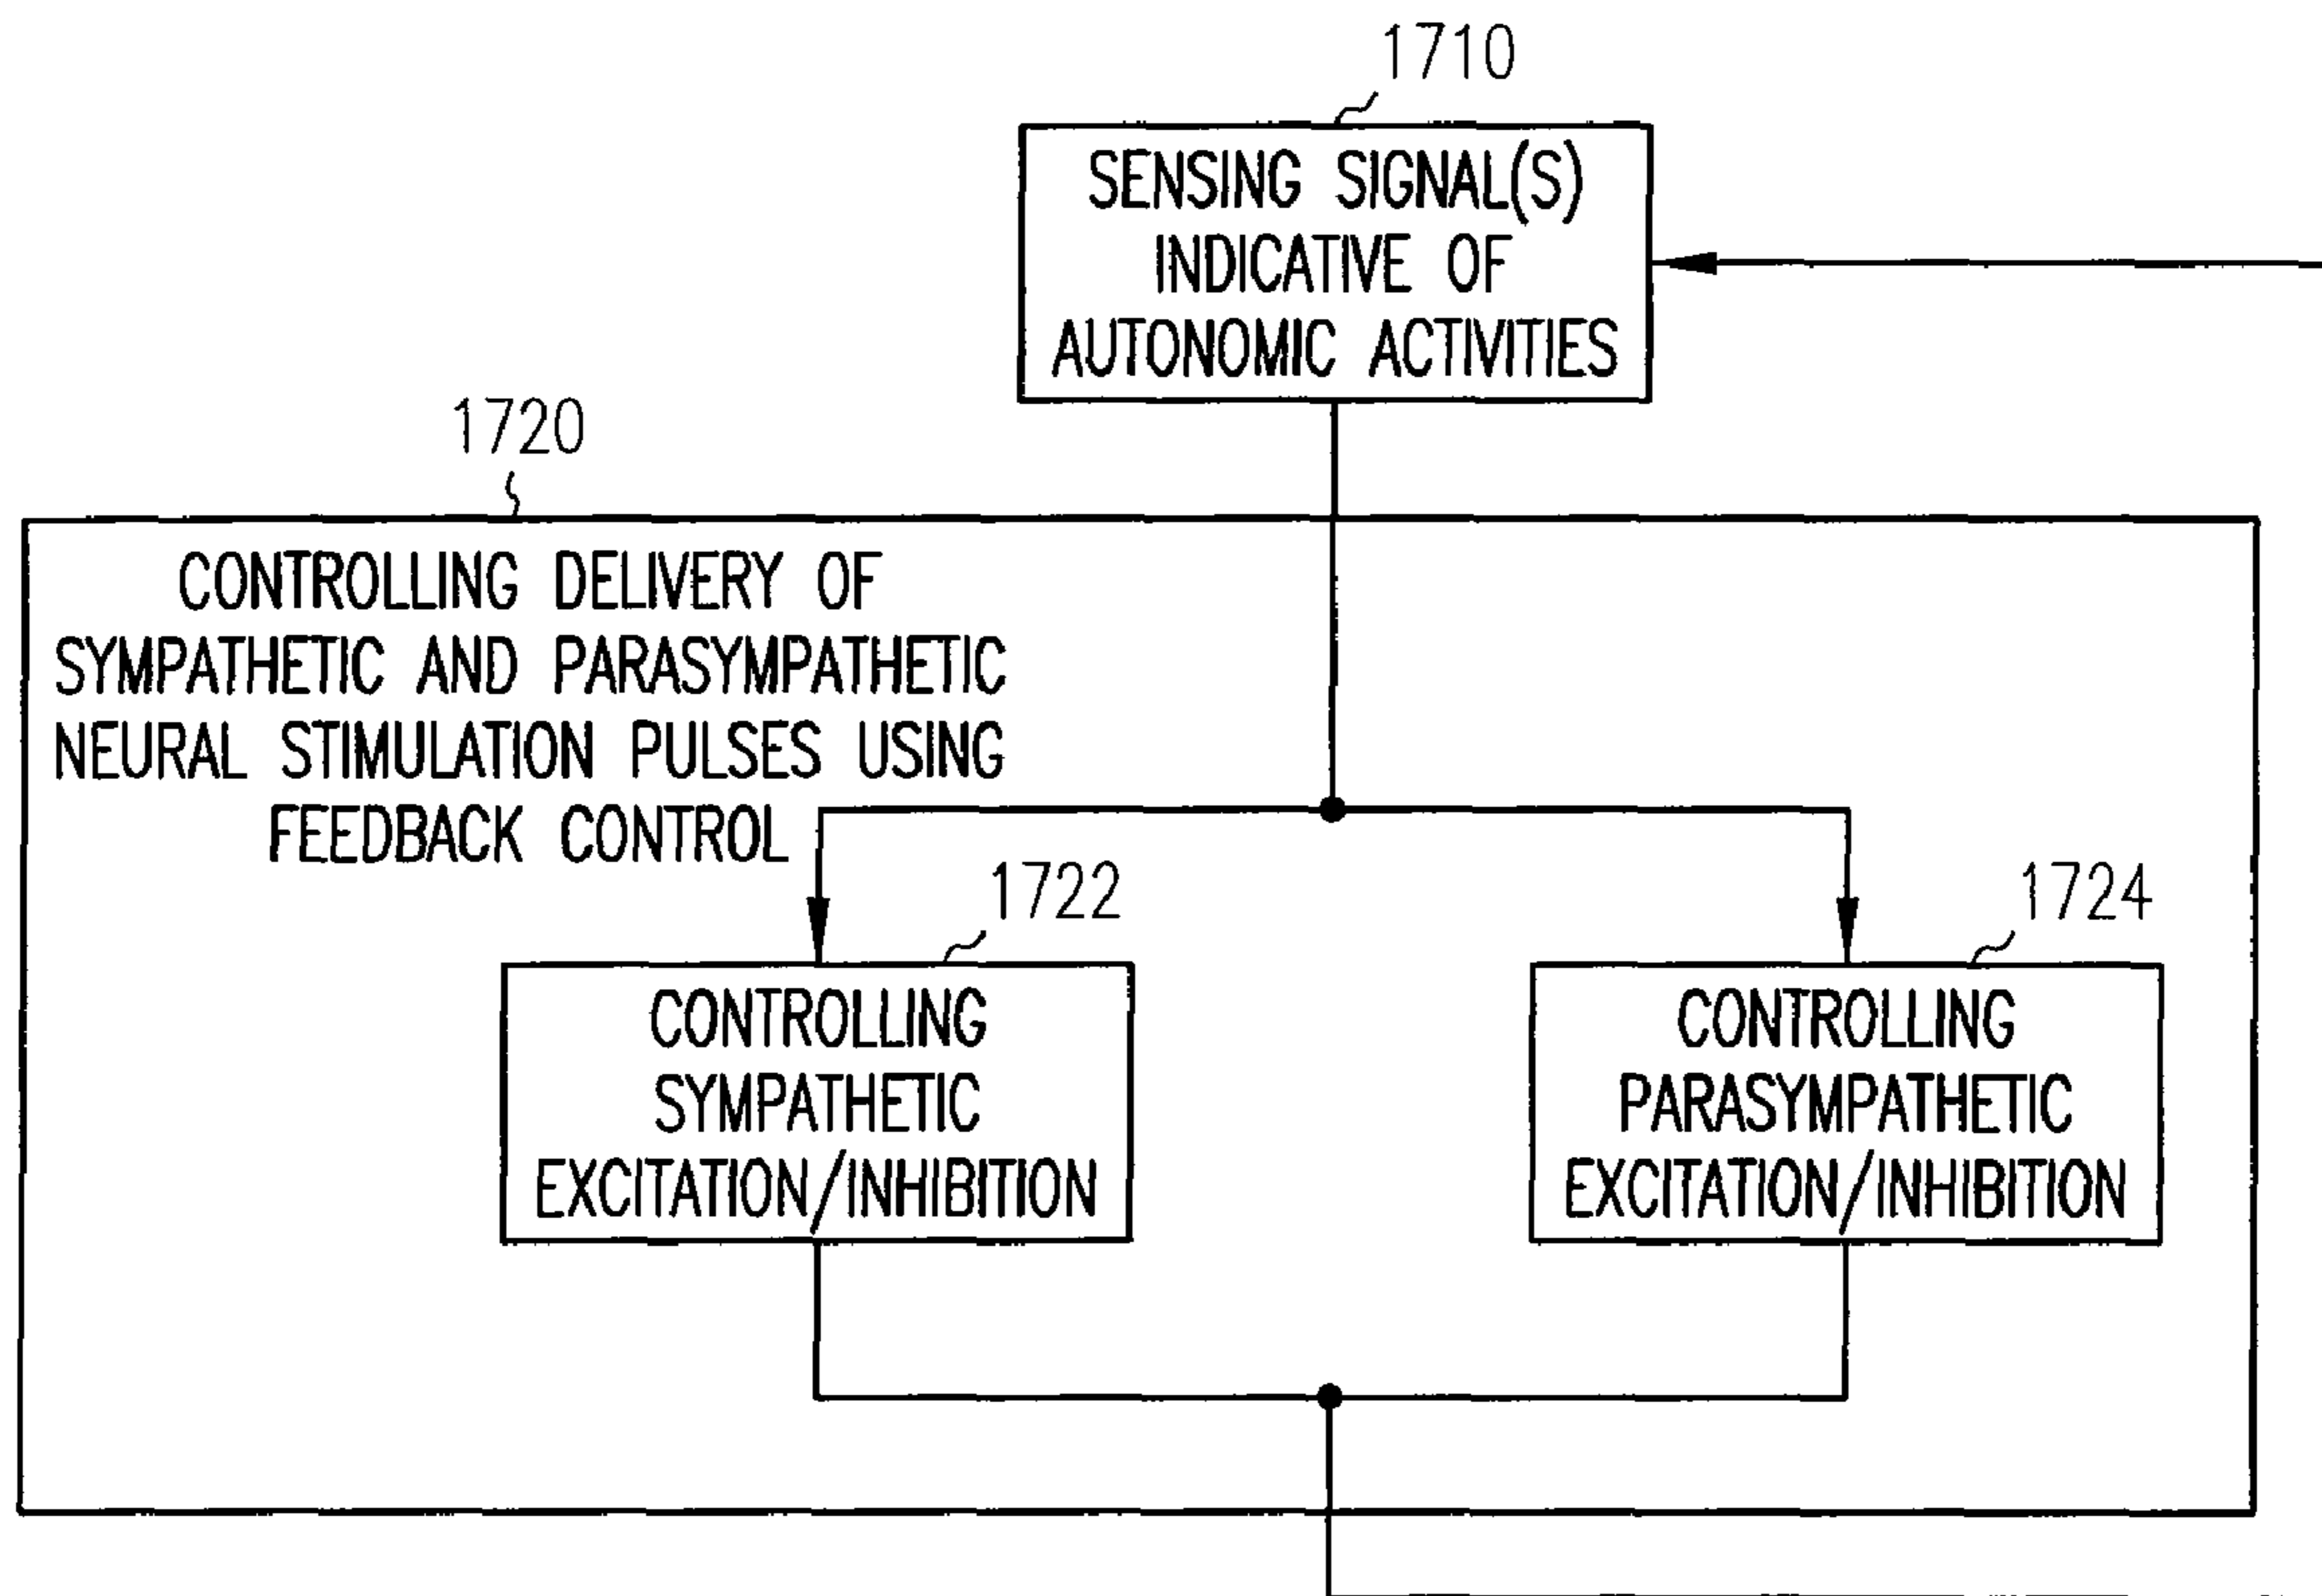 1710
SENSING SIGNAL(S)
INDICATIVE OF
AUTONOMIC ACTIVITIES
1720
CONTROLLING DELIVERY OF
SYMPATHETIC AND PARASYMPATHETIC
NEURAL STIMULATION PULSES USING
FEEDBACK CONTROL
1722
CONTROLLING
SYMPATHETIC
EXCITATION/INHIBITION
1724
CONTROLLING
PARASYMPATHETIC
EXCITATION/INHIBITION